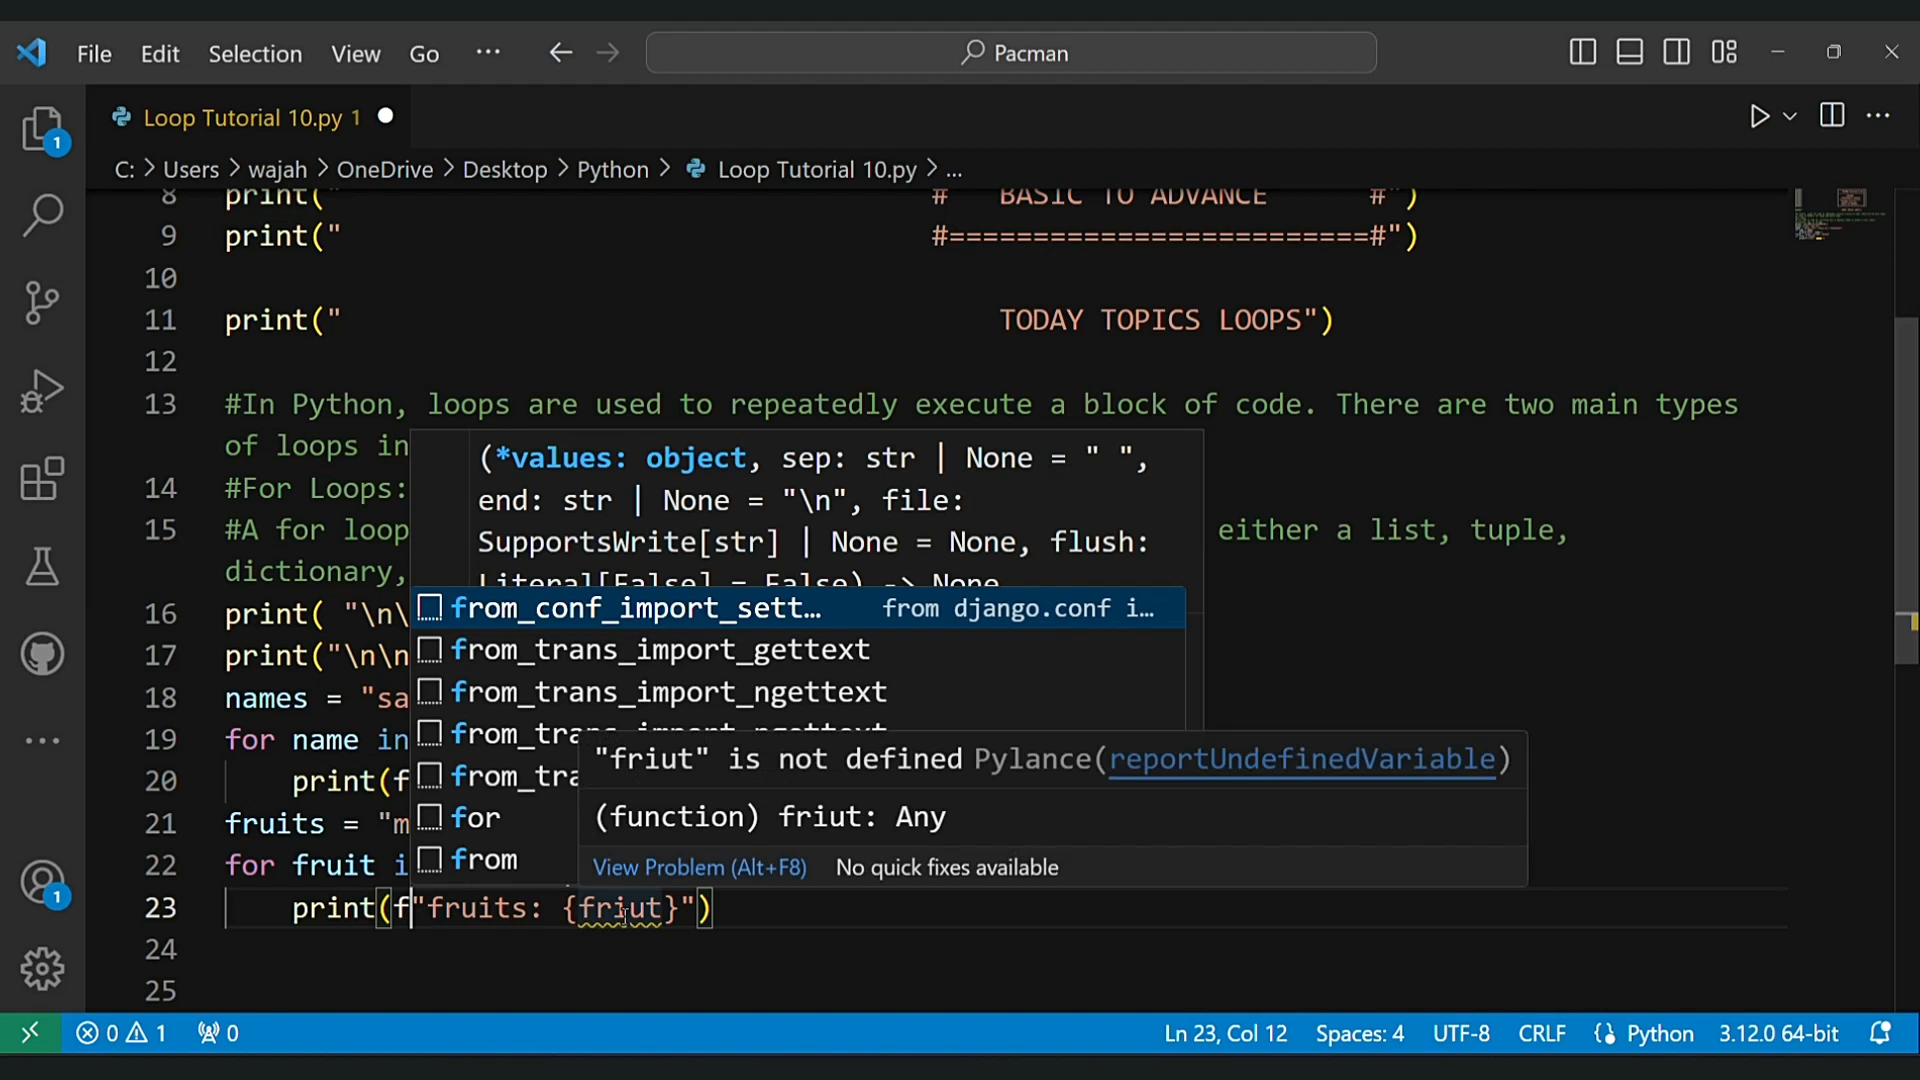 File Edit Selection View Go ··· Pacman
Loop Tutorial 10.py 1
C: > Users > wajah > OneDrive > Desktop > Python > Loop Tutorial 10.py > ...
8 print(" # BASIC TO ADVANCE #")
9 print(" #=========================#")
10
11 print(" TODAY TOPICS LOOPS")
12
13 #In Python, loops are used to repeatedly execute a block of code. There are two main types
of loops in
(*values: object, sep: str | None = " ",
14 #For Loops:
end: str | None = "\n", file:
15 #A for loop either a list, tuple,
SupportsWrite[str] | None = None, flush:
dictionary,
Literal[False] = False) -> None
16 print( "\n\
from_conf_import_sett... from django.conf i...
17 print("\n\n
from_trans_import_gettext
18 names = "sa
from_trans_import_ngettext
19 for name in
from_trans_import_ngettext
"friut" is not defined Pylance(reportUndefinedVariable)
20 print(f
from_tra
21 fruits = "m
for
(function) friut: Any
22 for fruit i
from
View Problem (Alt+F8) No quick fixes available
23 print(f"fruits: {friut}")
24
25
1
1
0 1 0 Ln 23, Col 12 Spaces: 4 UTF-8 CRLF Python 3.12.0 64-bit